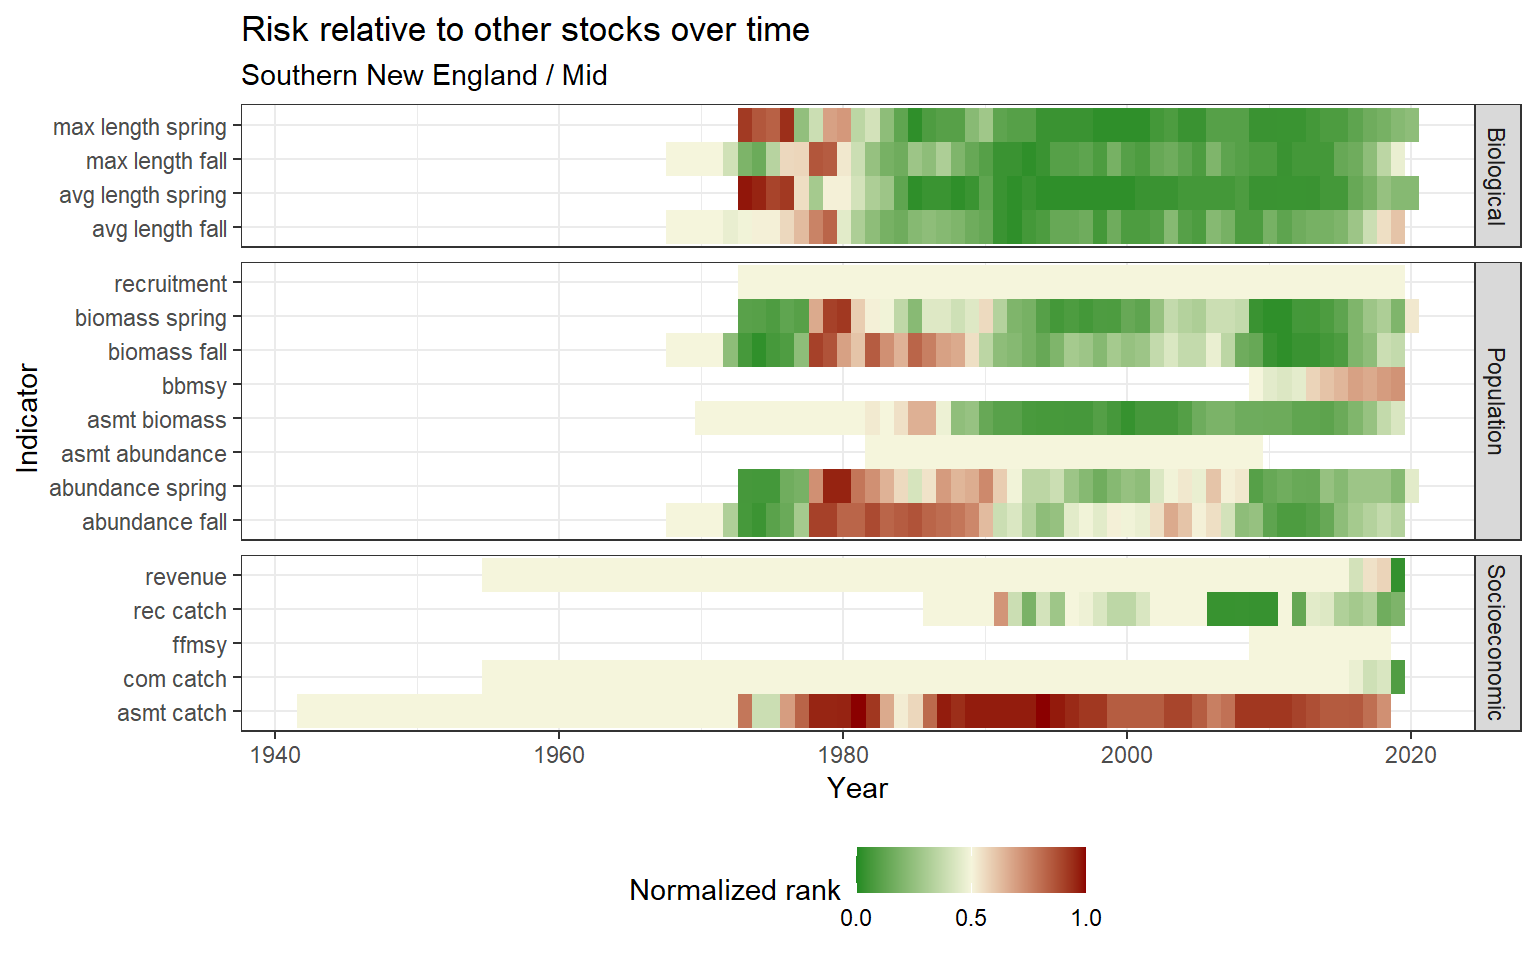 Risk relative to other stocks over time
Southern New England / Mid
Indicator
max length spring
max length fall
avg length spring
avg length fall
Biological
recruitment
biomass spring
biomass fall
bbmsy
asmt biomass
asmt abundance
abundance spring
abundance fall
Population
revenue
rec catch
ffmsy
com catch
asmt catch
Socioeconomic
1940 1960 1980 2000 2020
Year
Normalized rank
0.0 0.5 1.0